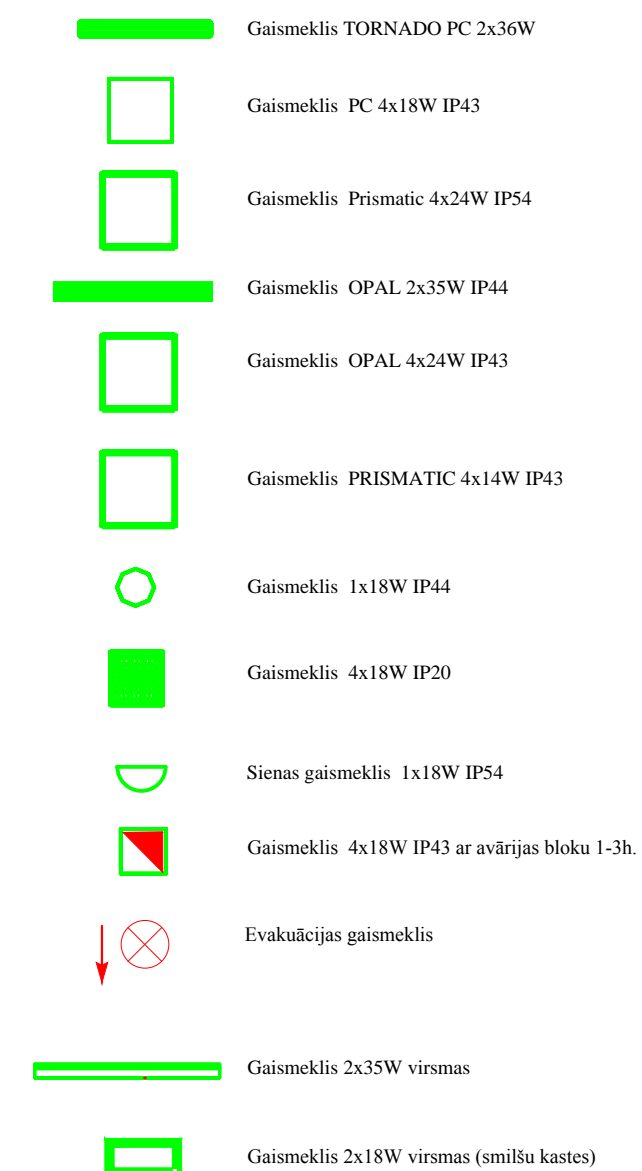 Gaismeklis TORNADO PC 2x36W
Gaismeklis PC 4x18W IP43
Gaismeklis Prismatic 4x24W IP54
Gaismeklis OPAL 2x35W IP44
Gaismeklis OPAL 4x24W IP43
Gaismeklis PRISMATIC 4x14W IP43
Gaismeklis 1x18W IP44
Gaismeklis 4x18W IP20
Sienas gaismeklis 1x18W IP54
Gaismeklis 4x18W IP43 ar avārijas bloku 1-3h.
Evakuācijas gaismeklis
Gaismeklis 2x35W virsmas
Gaismeklis 2x18W virsmas (smilšu kastes)